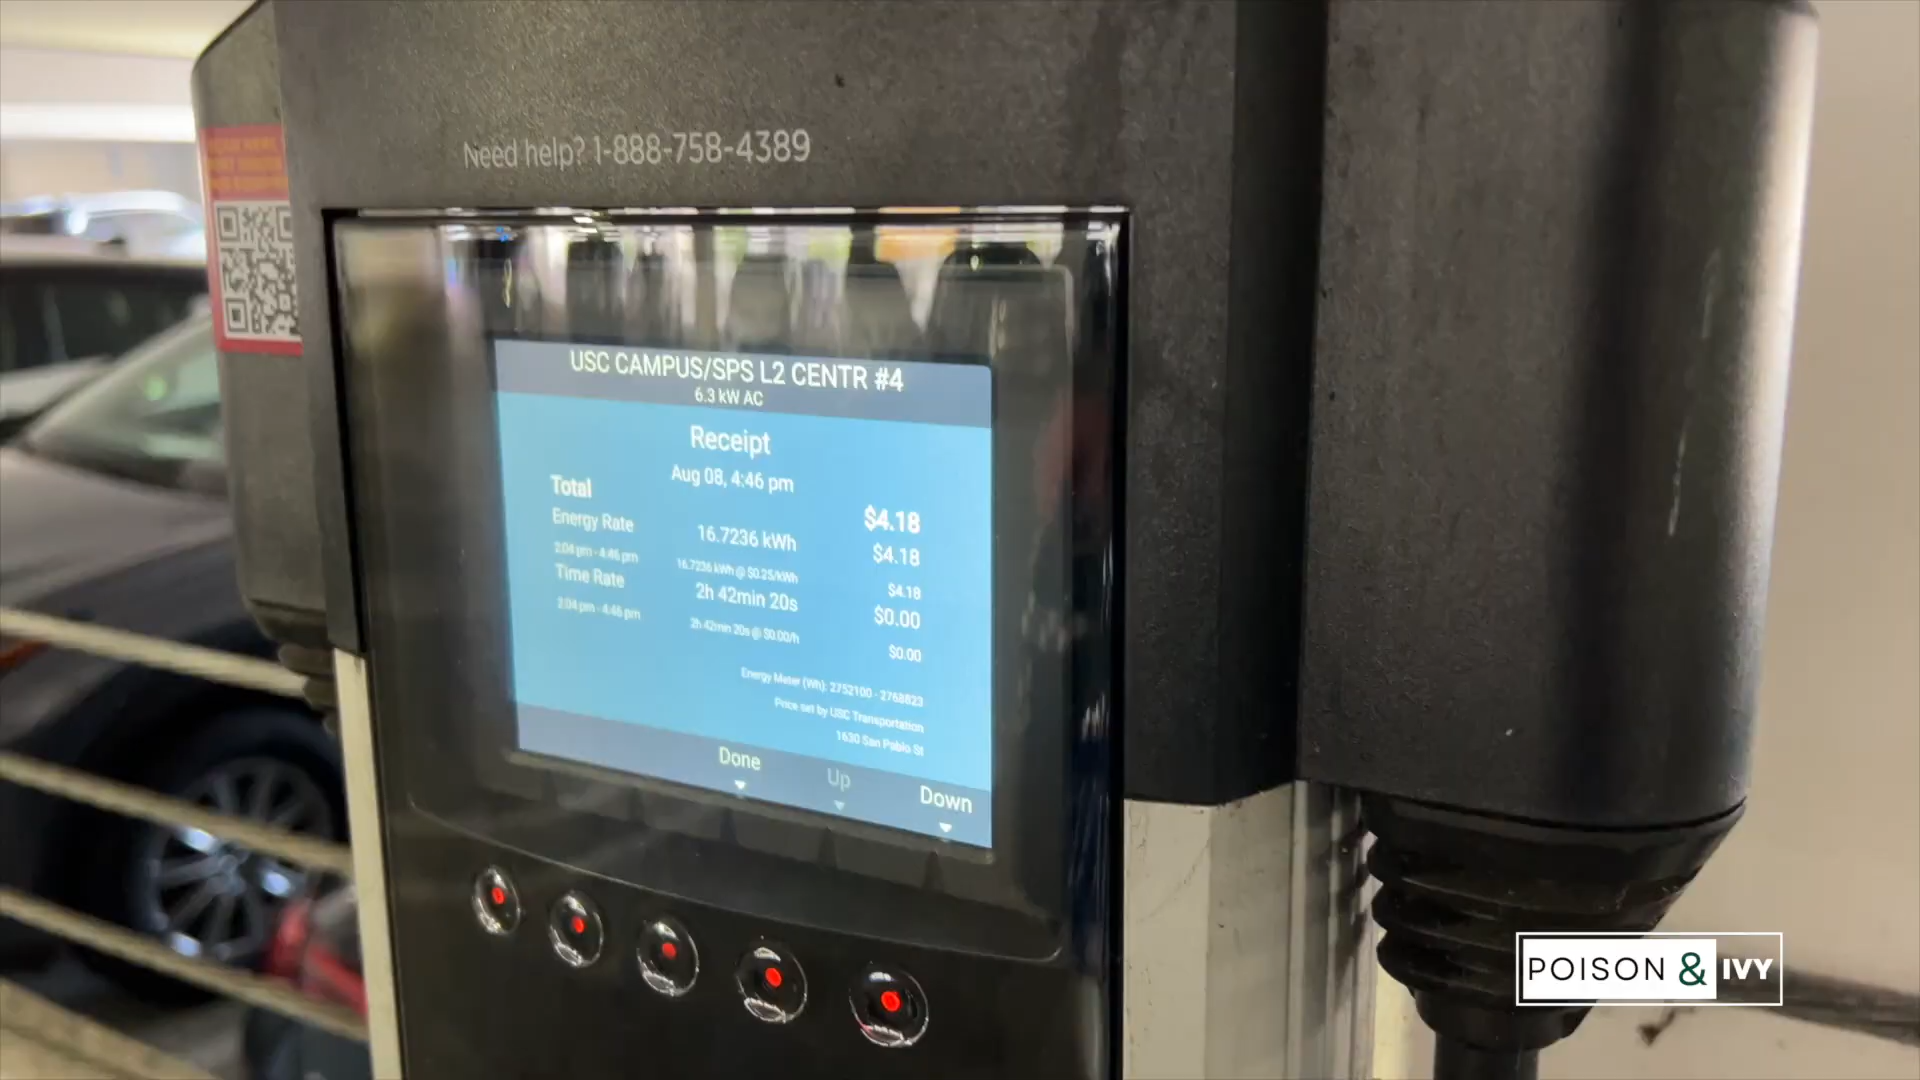 Need help? 1-888-758-4389
USC CAMPUS/SPS L2 CENTR #4
6.3 kW AC
Receipt
Aug 08, 4:46 pm
Total $4.18
Energy Rate 16.7236 kWh $4.18
2:04 pm - 4:46 pm 16.7236 kWh @ $0.25/kWh $4.18
Time Rate 2h 42min 20s $0.00
2:04 pm - 4:46 pm 2h 42min 20s @ $0.00/h $0.00
Energy Meter (Wh): 2752100 - 2768823
Price set by USC Transportation
1630 San Pablo St
Done Up Down
POISON & IVY